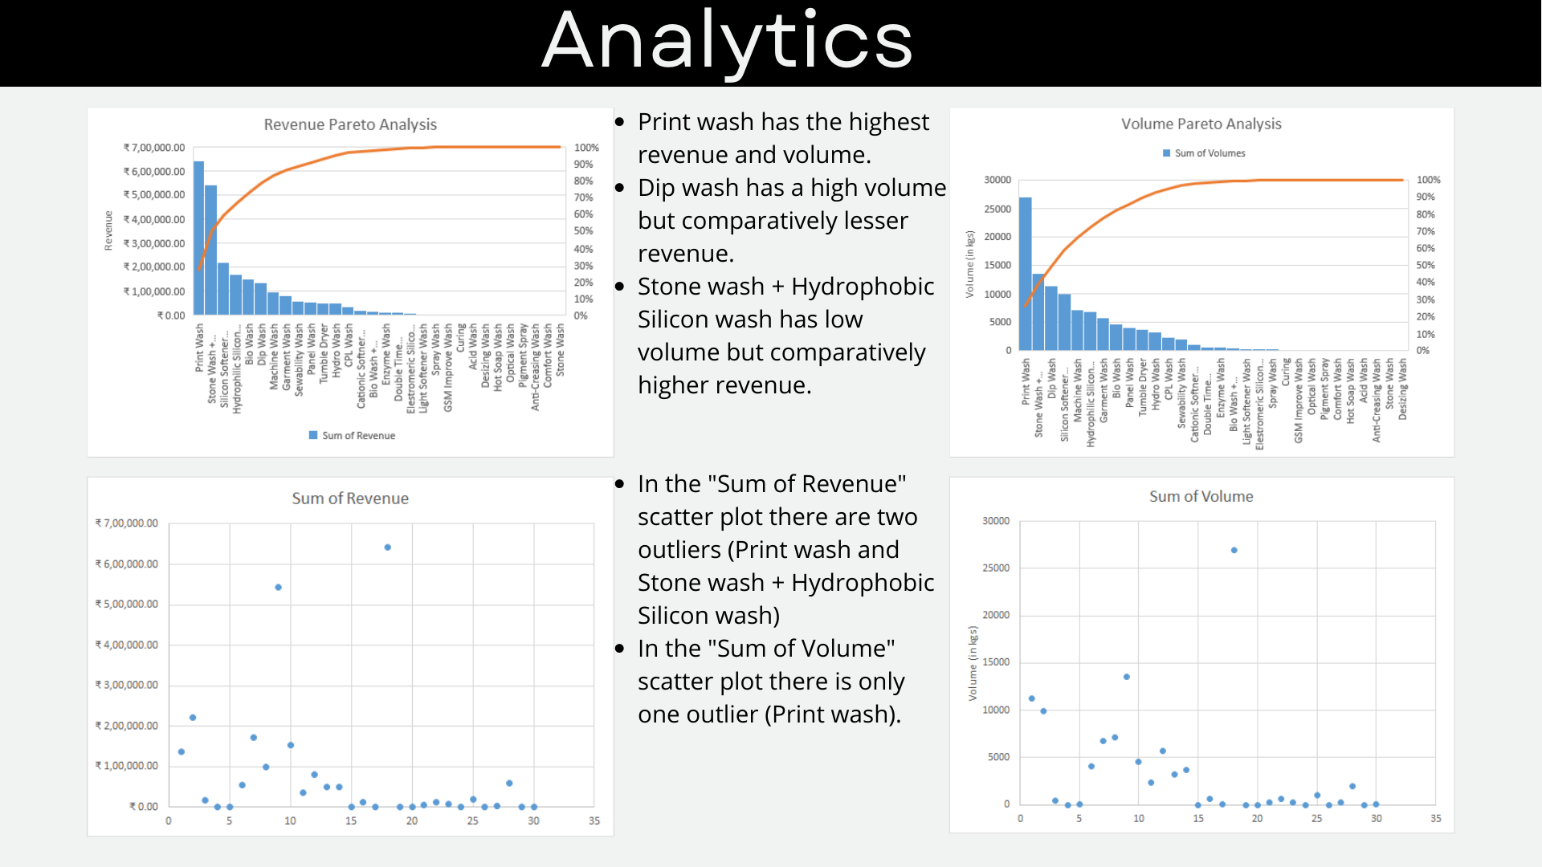 Analytics
Revenue Pareto Analysis
₹ 7,00,000.00
₹ 6,00,000.00
₹ 5,00,000.00
₹ 4,00,000.00
₹ 3,00,000.00
₹ 2,00,000.00
₹ 1,00,000.00
₹ 0.00
Revenue
100%
90%
80%
70%
60%
50%
40%
30%
20%
10%
0%
Print Wash
Stone Wash +...
Silicon Softener...
Hydrophilic Silicon...
Bio Wash
Dip Wash
Machine Wash
Garment Wash
Sewability Wash
Panel Wash
Tumble Dryer
Hydro Wash
CPL Wash
Cationic Softner...
Bio Wash +...
Enzyme Wash
Double Time...
Elestromeric Silico...
Light Softener Wash
Spray Wash
GSM Improve Wash
Curing
Acid Wash
Desizing Wash
Hot Soap Wash
Optical Wash
Pigment Spray
Anti-Creasing Wash
Comfort Wash
Stone Wash
Sum of Revenue
Print wash has the highest
revenue and volume.
Dip wash has a high volume
but comparatively lesser
revenue.
Stone wash + Hydrophobic
Silicon wash has low
volume but comparatively
higher revenue.
Volume Pareto Analysis
Sum of Volumes
30000
25000
20000
15000
10000
5000
0
Volume (in kgs)
100%
90%
80%
70%
60%
50%
40%
30%
20%
10%
0%
Print Wash
Stone Wash +...
Dip Wash
Silicon Softener...
Machine Wash
Hydrophilic Silicon...
Garment Wash
Bio Wash
Panel Wash
Tumble Dryer
Hydro Wash
CPL Wash
Sewability Wash
Cationic Softner...
Double Time...
Enzyme Wash
Bio Wash +...
Light Softener Wash
Elestromeric Silicon...
Spray Wash
Curing
GSM Improve Wash
Optical Wash
Pigment Spray
Comfort Wash
Hot Soap Wash
Acid Wash
Anti-Creasing Wash
Stone Wash
Desizing Wash
Sum of Revenue
₹ 7,00,000.00
₹ 6,00,000.00
₹ 5,00,000.00
₹ 4,00,000.00
₹ 3,00,000.00
₹ 2,00,000.00
₹ 1,00,000.00
₹ 0.00
0 5 10 15 20 25 30 35
In the "Sum of Revenue"
scatter plot there are two
outliers (Print wash and
Stone wash + Hydrophobic
Silicon wash)
In the "Sum of Volume"
scatter plot there is only
one outlier (Print wash).
Sum of Volume
30000
25000
20000
15000
10000
5000
0
Volume (in kgs)
0 5 10 15 20 25 30 35